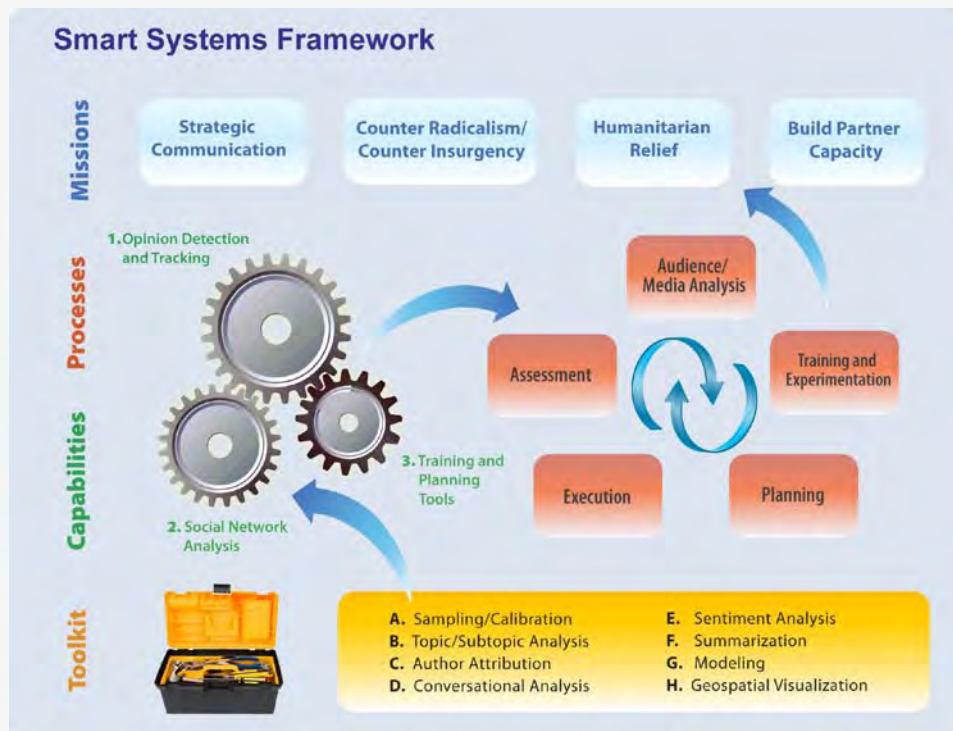 Smart Systems Framework
Missions
Strategic
Communication
Counter Radicalism/
Counter Insurgency
Humanitarian
Relief
Build Partner
Capacity
Processes
1. Opinion Detection
and Tracking
Audience/
Media Analysis
Assessment
Training and
Experimentation
Capabilities
3. Training and
Planning
Tools
Execution
Planning
2. Social Network
Analysis
Toolkit
A. Sampling/Calibration
B. Topic/Subtopic Analysis
C. Author Attribution
D. Conversational Analysis
E. Sentiment Analysis
F. Summarization
G. Modeling
H. Geospatial Visualization